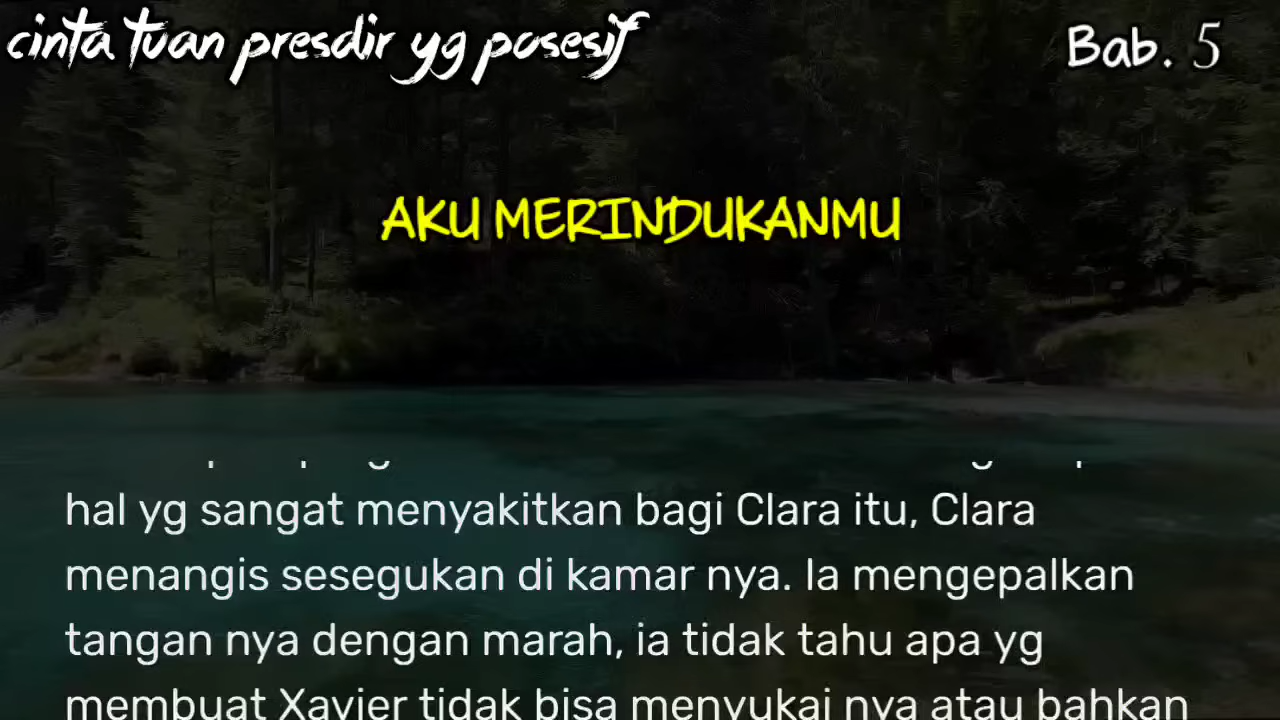 cinta tuan presdir yg posesif
Bab. 5
AKU MERINDUKANMU
hal yg sangat menyakitkan bagi Clara itu, Clara
menangis sesegukan di kamar nya. Ia mengepalkan
tangan nya dengan marah, ia tidak tahu apa yg
membuat Xavier tidak bisa menyukai nya atau bahkan